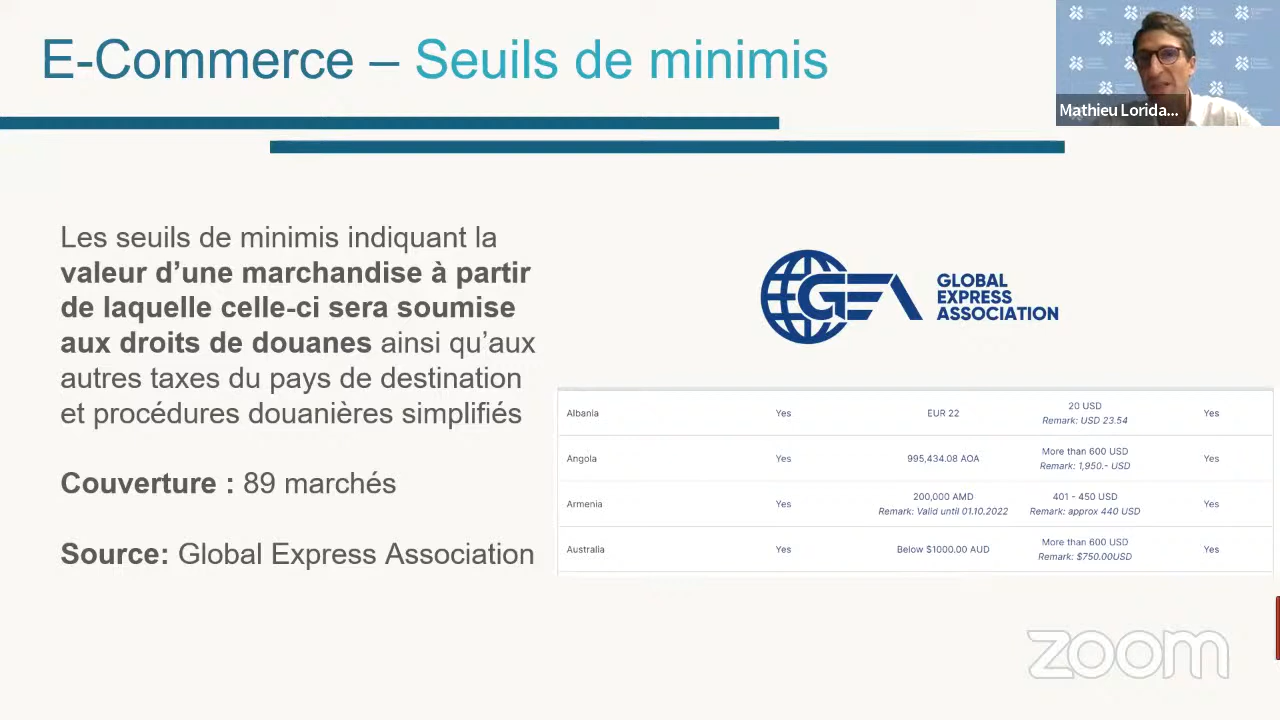 E-Commerce – Seuils de minimis
Mathieu Lorida...
Les seuils de minimis indiquant la
valeur d’une marchandise à partir
de laquelle celle-ci sera soumise
aux droits de douanes ainsi qu’aux
autres taxes du pays de destination
et procédures douanières simplifiés
Couverture : 89 marchés
Source: Global Express Association
GEA
GLOBAL
EXPRESS
ASSOCIATION
Albania Yes EUR 22 20 USD Yes
Remark: USD 23.54
Angola Yes 995,434.08 AOA More than 600 USD Yes
Remark: 1,950.- USD
Armenia Yes 200,000 AMD 401 - 450 USD Yes
Remark: Valid until 01.10.2022 Remark: approx 440 USD
Australia Yes Below $1000.00 AUD More than 600 USD Yes
Remark: $750.00USD
zoom